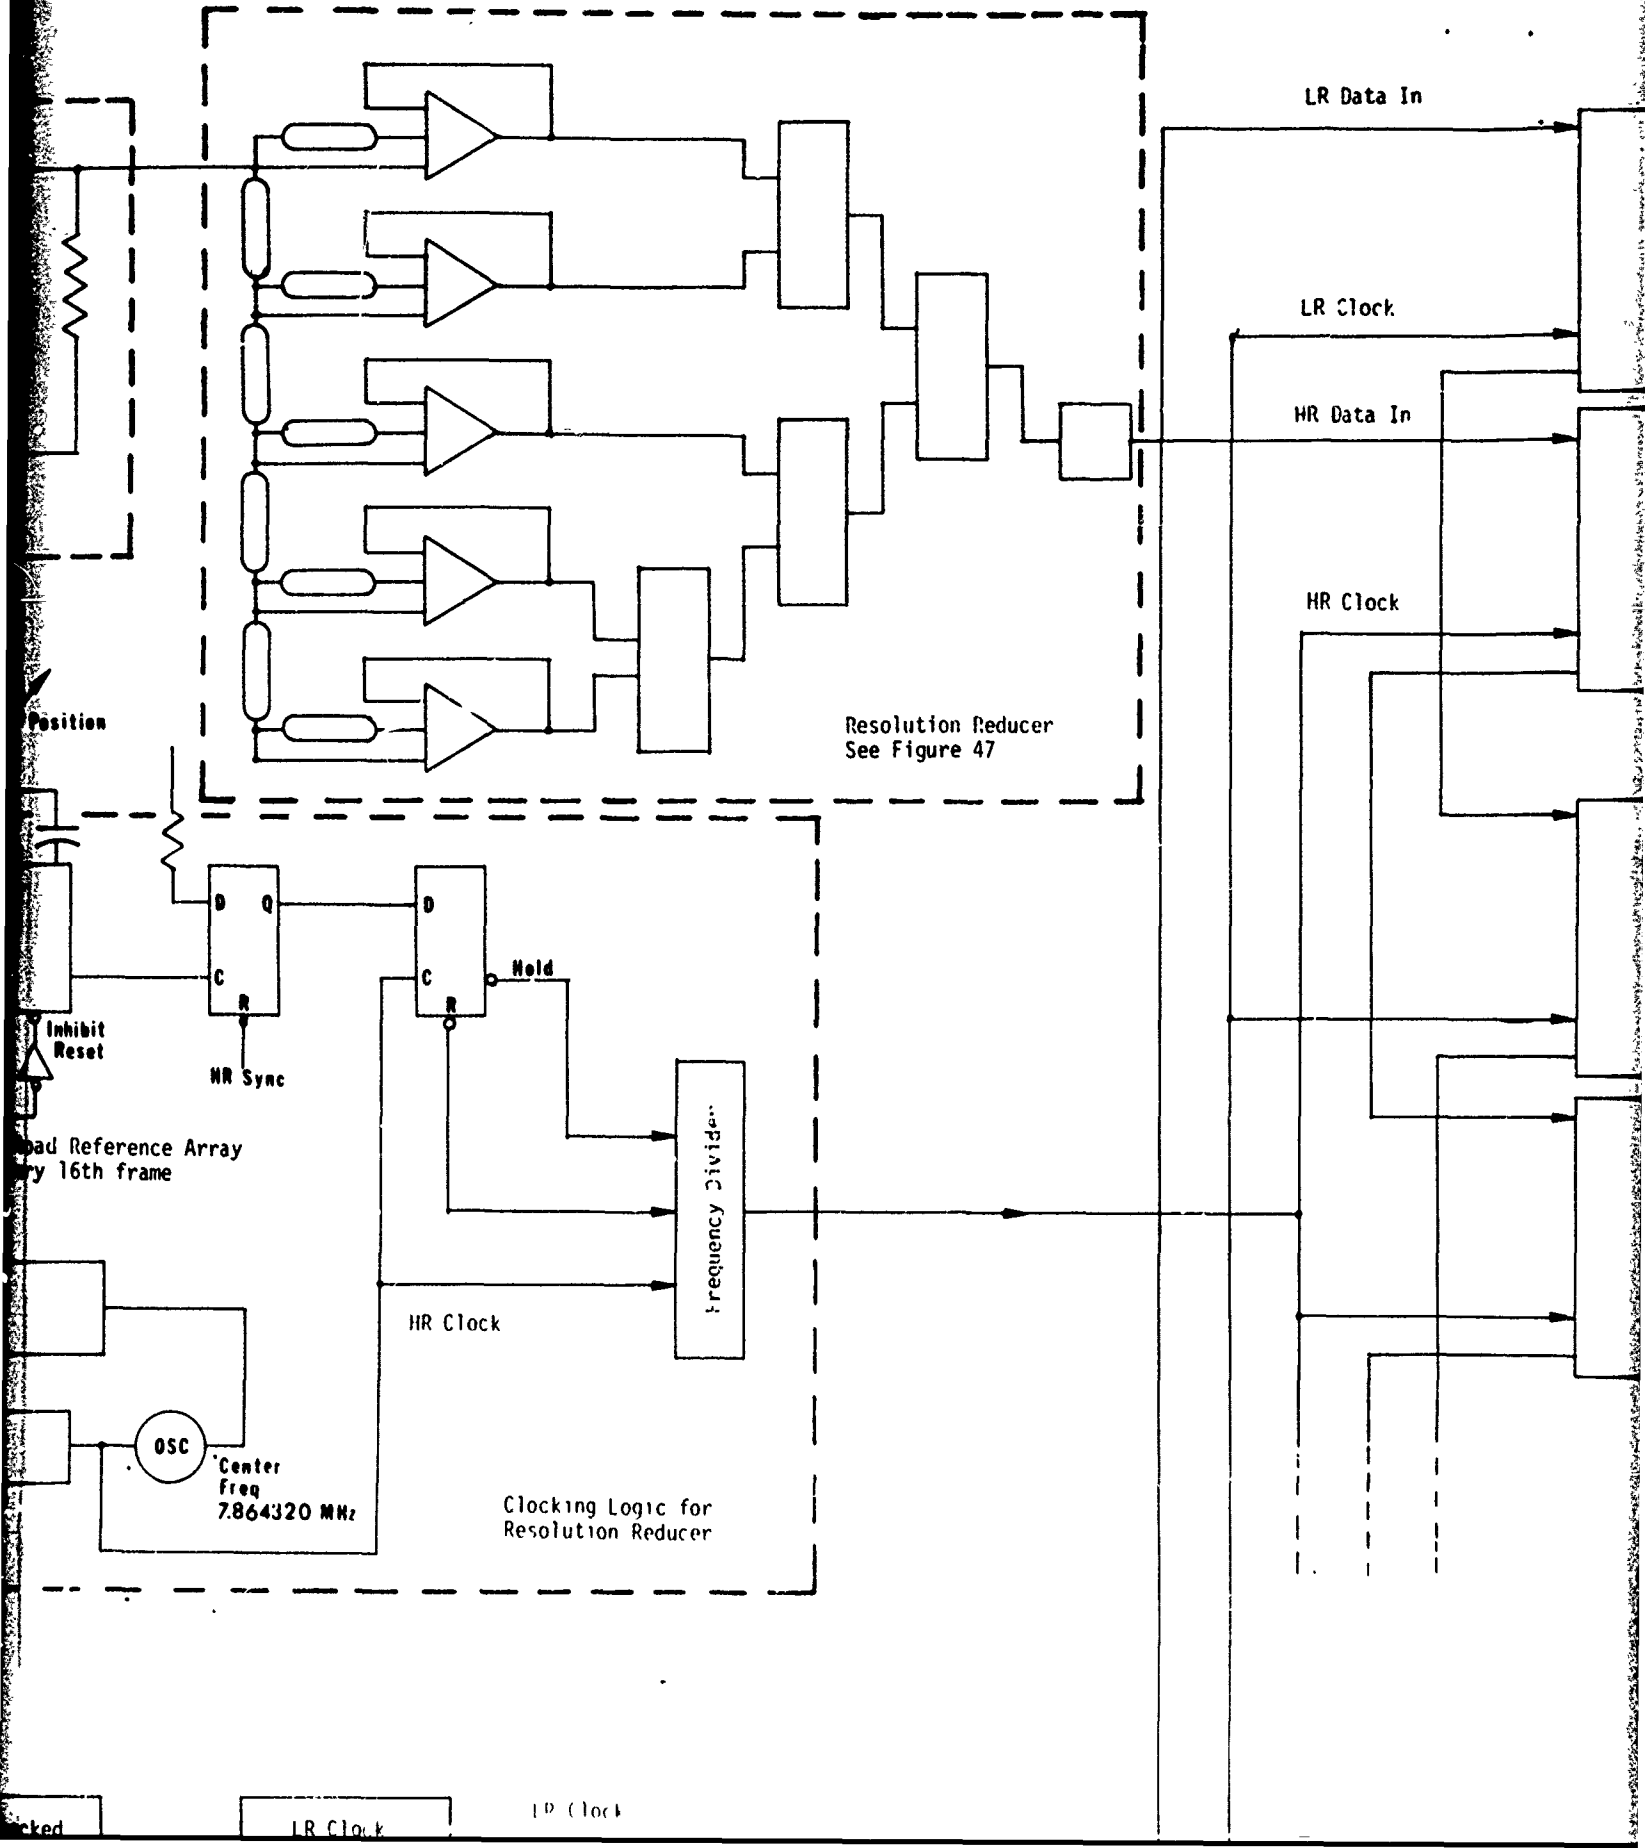 LR Data In
LR Clock
HR Data In
HR Clock
Resolution Reducer
See Figure 47
Position
D Q
C
R
HR Sync
D
C
R
Hold
Inhibit
Reset
Reference Array
16th frame
Frequency Divider
HR Clock
OSC
Center
Freq
7.864320 MHz
Clocking Logic for
Resolution Reducer
LR Clock
LR Clock